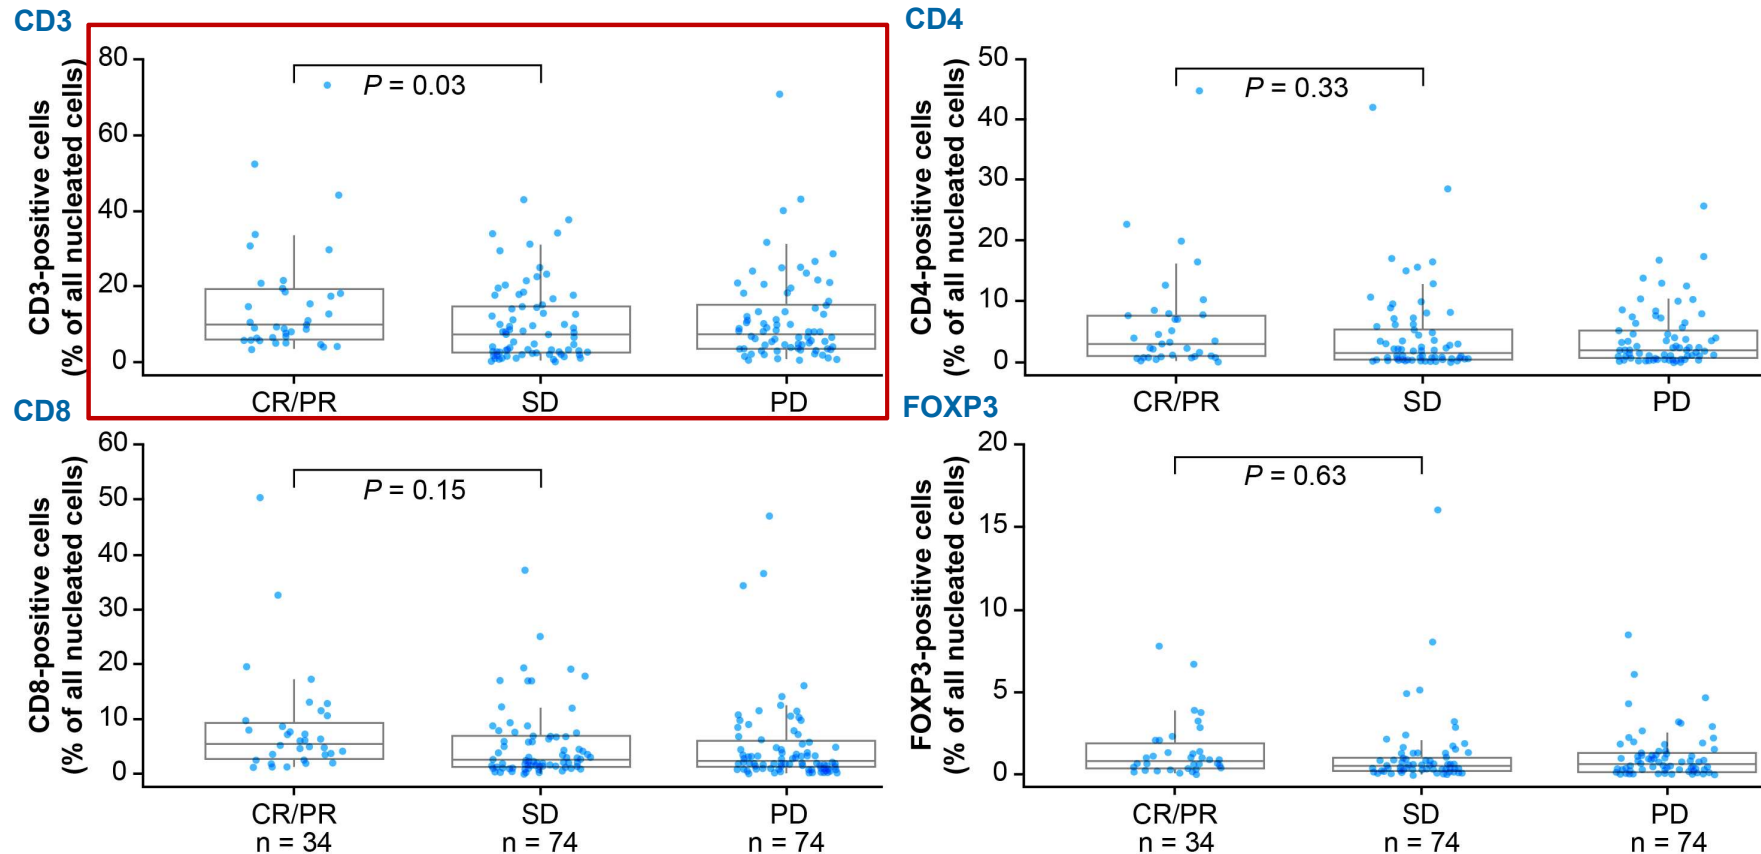 CD3
CD3-positive cells
(% of all nucleated cells)
80
60
40
20
0
P = 0.03
CR/PR
SD
PD
CD4
CD4-positive cells
(% of all nucleated cells)
50
40
30
20
10
0
P = 0.33
CR/PR
SD
PD
CD8
CD8-positive cells
(% of all nucleated cells)
60
50
40
30
20
10
0
P = 0.15
CR/PR
SD
PD
n = 34
n = 74
n = 74
FOXP3
FOXP3-positive cells
(% of all nucleated cells)
20
15
10
5
0
P = 0.63
CR/PR
SD
PD
n = 34
n = 74
n = 74